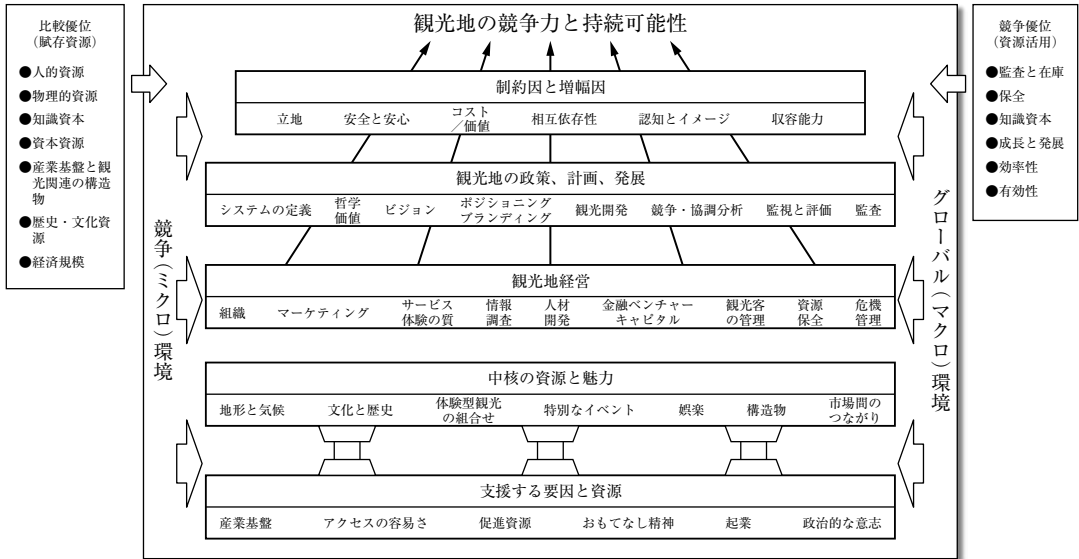 比較優位
(賦存資源)
●人的資源
●物理的資源
●知識資本
●資本資源
●産業基盤と観
光関連の構造
物
●歴史・文化資
源
●経済規模
観光地の競争力と持続可能性
制約因と増幅因
立地 安全と安心 コスト
／価値 相互依存性 認知とイメージ 収容能力
観光地の政策、計画、発展
システムの定義 哲学
価値 ビジョン ポジショニング
ブランディング 観光開発 競争・協調分析 監視と評価 監査
観光地経営
組織 マーケティング サービス
体験の質 情報
調査 人材
開発 金融ベンチャー
キャピタル 観光客
の管理 資源
保全 危機
管理
中核の資源と魅力
地形と気候 文化と歴史 体験型観光
の組合せ 特別なイベント 娯楽 構造物 市場間の
つながり
支援する要因と資源
産業基盤 アクセスの容易さ 促進資源 おもてなし精神 起業 政治的な意志
競争(ミクロ)環境
グローバル(マクロ)環境
競争優位
(資源活用)
●監査と在庫
●保全
●知識資本
●成長と発展
●効率性
●有効性